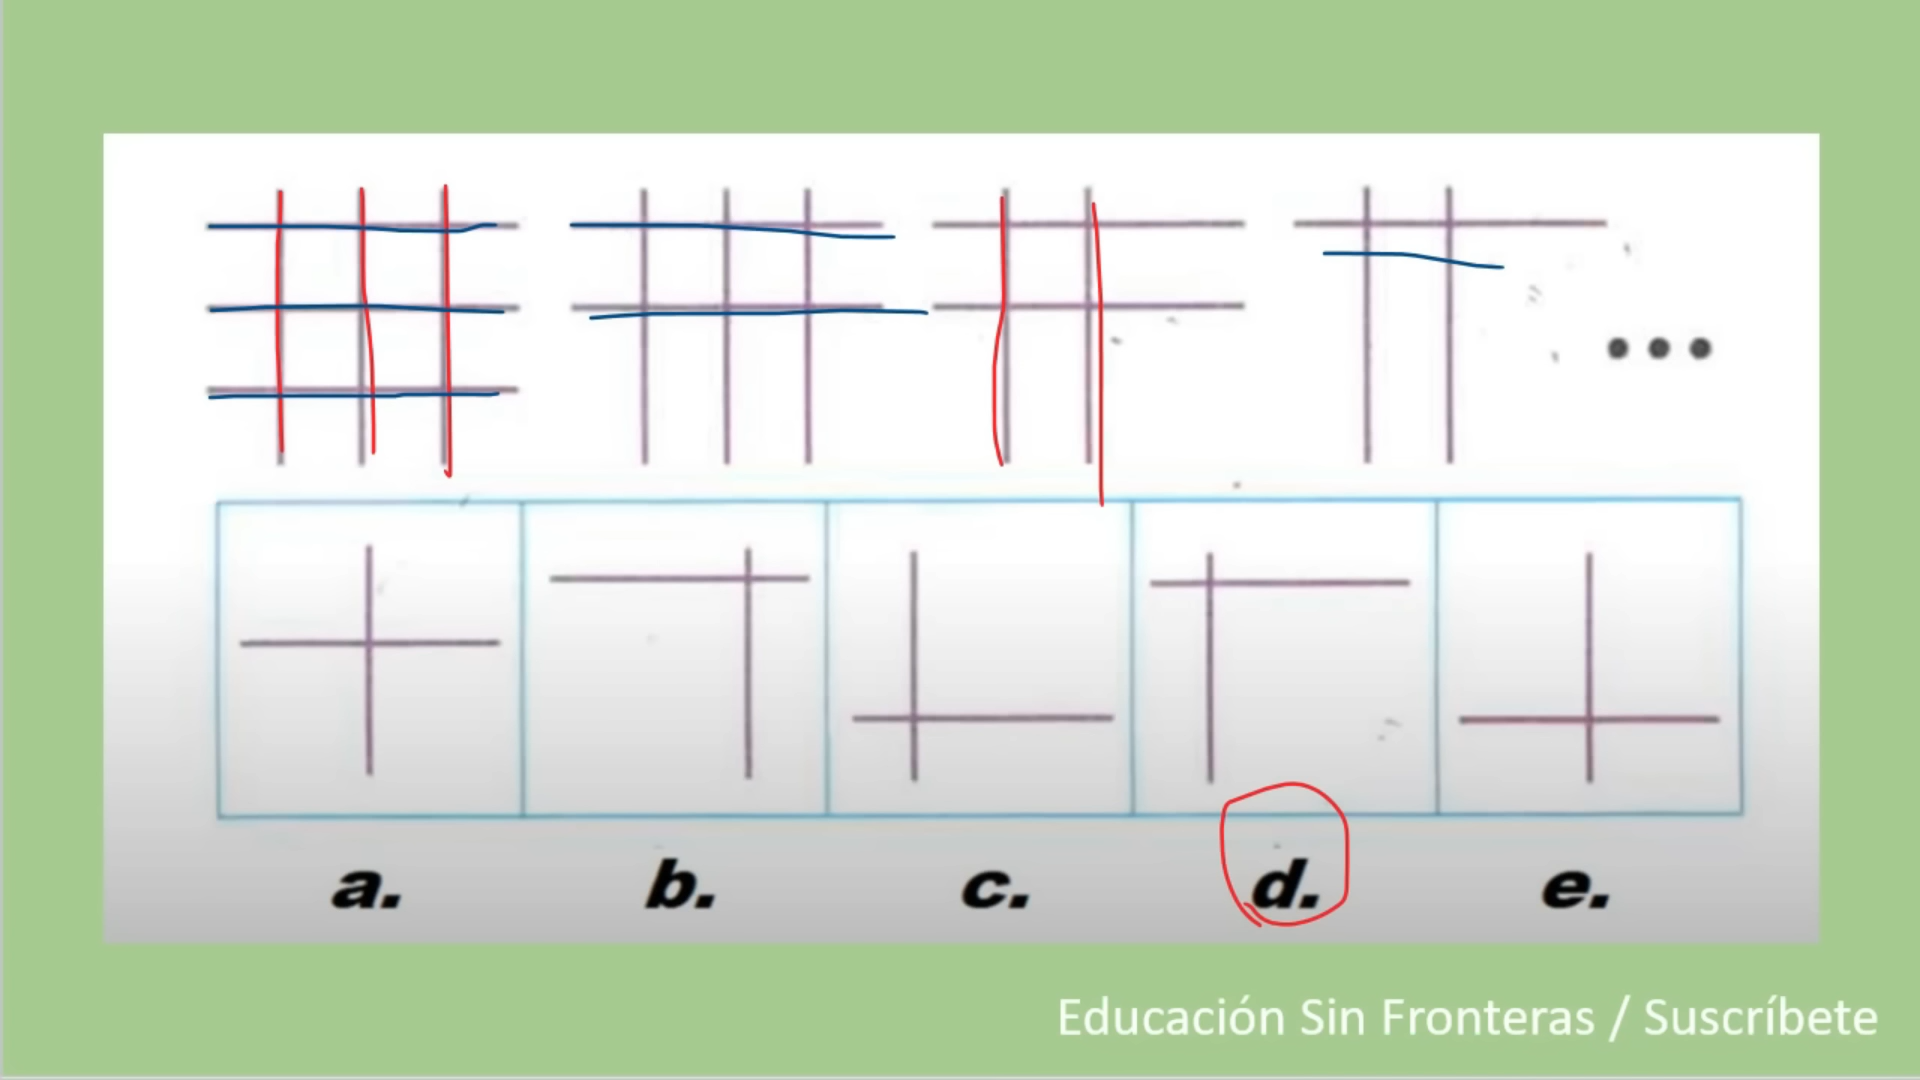 a. b. c. d. e.
Educación Sin Fronteras / Suscríbete